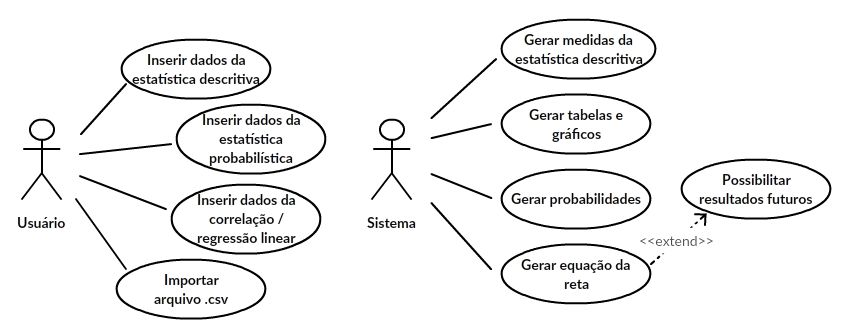 Inserir dados da
estatística descritiva
Inserir dados da
estatística
probabilística
Inserir dados da
correlação /
regressão linear
Importar
arquivo .csv
Usuário
Gerar medidas da
estatística descritiva
Gerar tabelas e
gráficos
Gerar probabilidades
Gerar equação da
reta
Sistema
<<extend>>
Possibilitar
resultados futuros